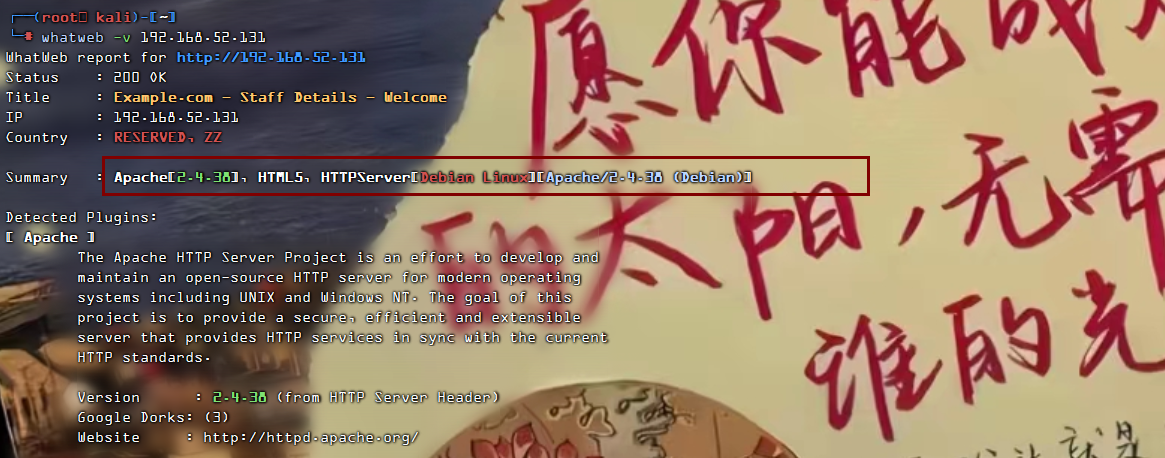 ┌──(root㉿kali)-[~]
└─# whatweb -v 192.168.52.131
WhatWeb report for http://192.168.52.131
Status    : 200 OK
Title     : Example.com - Staff Details - Welcome
IP        : 192.168.52.131
Country   : RESERVED, ZZ
Summary   : Apache[2.4.38], HTML5, HTTPServer[Debian Linux][Apache/2.4.38 (Debian)]
Detected Plugins:
[ Apache ]
The Apache HTTP Server Project is an effort to develop and
maintain an open-source HTTP server for modern operating
systems including UNIX and Windows NT. The goal of this
project is to provide a secure, efficient and extensible
server that provides HTTP services in sync with the current
HTTP standards.
Version      : 2.4.38 (from HTTP Server Header)
Google Dorks: (3)
Website     : http://httpd.apache.org/
愿你能成
的太阳，无需
谁的光
就是